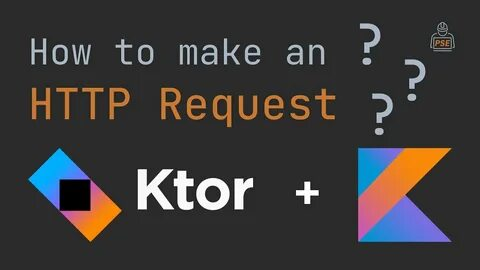 How to make an ???
PSE
HTTP Request
Ktor +